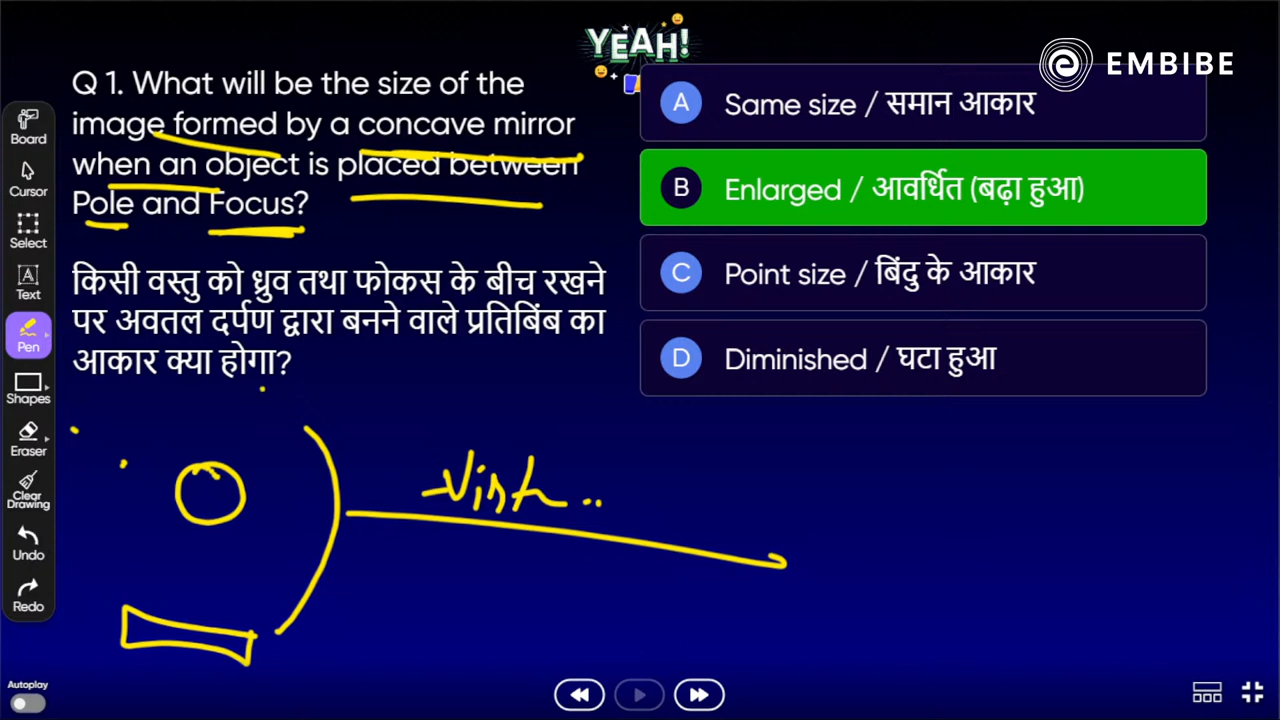 YEAH!
EMBIBE
Q 1. What will be the size of the
image formed by a concave mirror
when an object is placed between
Pole and Focus?
किसी वस्तु को ध्रुव तथा फोकस के बीच रखने
पर अवतल दर्पण द्वारा बनने वाले प्रतिबिंब का
आकार क्या होगा?
A Same size / समान आकार
B Enlarged / आवर्धित (बढ़ा हुआ)
C Point size / बिंदु के आकार
D Diminished / घटा हुआ
Board
Cursor
Select
Text
Pen
Shapes
Eraser
Clear
Drawing
Undo
Redo
Autoplay